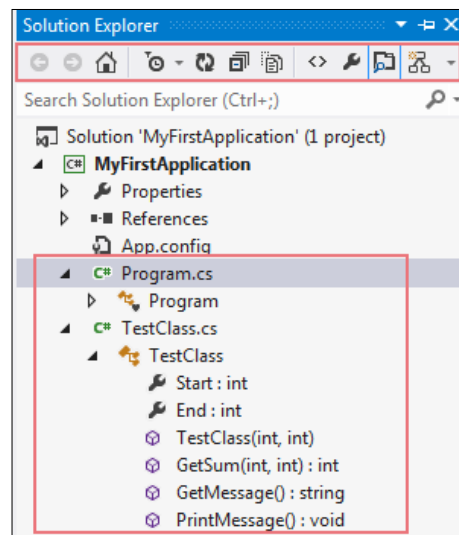 Solution Explorer
Search Solution Explorer (Ctrl+;)
Solution 'MyFirstApplication' (1 project)
C# MyFirstApplication
Properties
References
App.config
C# Program.cs
Program
C# TestClass.cs
TestClass
Start : int
End : int
TestClass(int, int)
GetSum(int, int) : int
GetMessage() : string
PrintMessage() : void